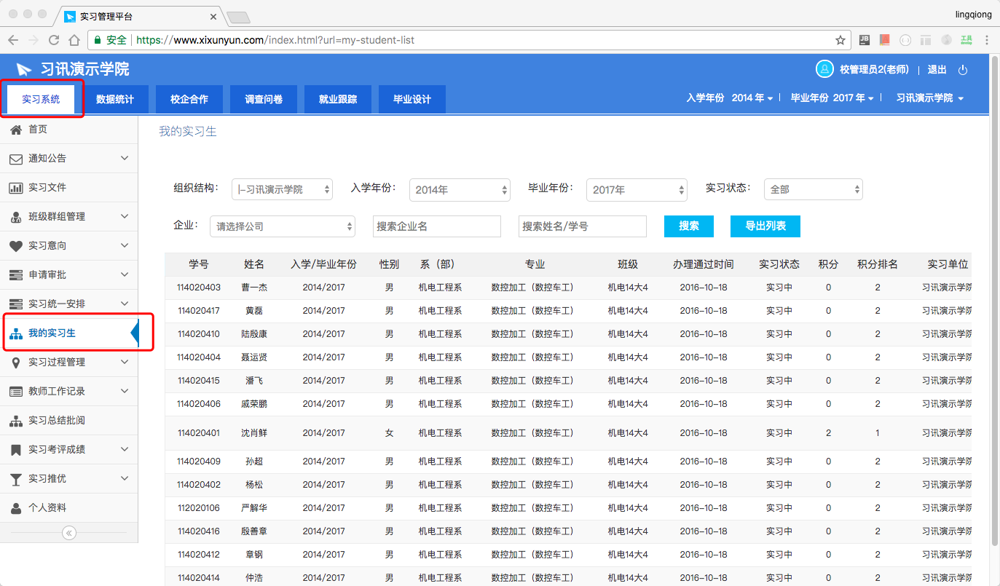 实习管理平台
lingqiong
安全 https://www.xixunyun.com/index.html?url=my-student-list
习讯演示学院 校管理员2(老师) | 退出
实习系统 数据统计 校企合作 调查问卷 就业跟踪 毕业设计 入学年份 2014 年 | 毕业年份 2017 年 | 习讯演示学院
首页
通知公告
实习文件
班级群组管理
实习意向
申请审批
实习统一安排
我的实习生
实习过程管理
教师工作记录
实习总结批阅
实习考评成绩
实习推优
个人资料
我的实习生
组织结构： |-习讯演示学院 入学年份： 2014年 毕业年份： 2017年 实习状态： 全部
企业： 请选择公司 搜索企业名 搜索姓名/学号 搜索 导出列表
学号 姓名 入学/毕业年份 性别 系（部） 专业 班级 办理通过时间 实习状态 积分 积分排名 实习单位
114020403 曹一杰 2014/2017 男 机电工程系 数控加工（数控车工） 机电14大4 2016-10-18 实习中 0 2 习讯演示学院
114020417 黄磊 2014/2017 男 机电工程系 数控加工（数控车工） 机电14大4 2016-10-18 实习中 0 2 习讯演示学院
114020410 陆殷康 2014/2017 男 机电工程系 数控加工（数控车工） 机电14大4 2016-10-18 实习中 0 2 习讯演示学院
114020404 聂运贤 2014/2017 男 机电工程系 数控加工（数控车工） 机电14大4 2016-10-18 实习中 0 2 习讯演示学院
114020415 潘飞 2014/2017 男 机电工程系 数控加工（数控车工） 机电14大4 2016-10-18 实习中 0 2 习讯演示学院
114020406 戚荣鹏 2014/2017 男 机电工程系 数控加工（数控车工） 机电14大4 2016-10-18 实习中 0 2 习讯演示学院
114020401 沈肖鲜 2014/2017 女 机电工程系 数控加工（数控车工） 机电14大4 2016-10-18 实习中 2 1 习讯演示学院
114020409 孙超 2014/2017 男 机电工程系 数控加工（数控车工） 机电14大4 2016-10-18 实习中 0 2 习讯演示学院
114020402 杨松 2014/2017 男 机电工程系 数控加工（数控车工） 机电14大4 2016-10-18 实习中 0 2 习讯演示学院
112020106 严解华 2014/2017 男 机电工程系 数控加工（数控车工） 机电14大4 2016-10-18 实习中 0 2 习讯演示学院
114020416 殷善章 2014/2017 男 机电工程系 数控加工（数控车工） 机电14大4 2016-10-18 实习中 0 2 习讯演示学院
114020412 章钢 2014/2017 男 机电工程系 数控加工（数控车工） 机电14大4 2016-10-18 实习中 0 2 习讯演示学院
114020414 仲浩 2014/2017 男 机电工程系 数控加工（数控车工） 机电14大4 2016-10-18 实习中 0 2 习讯演示学院